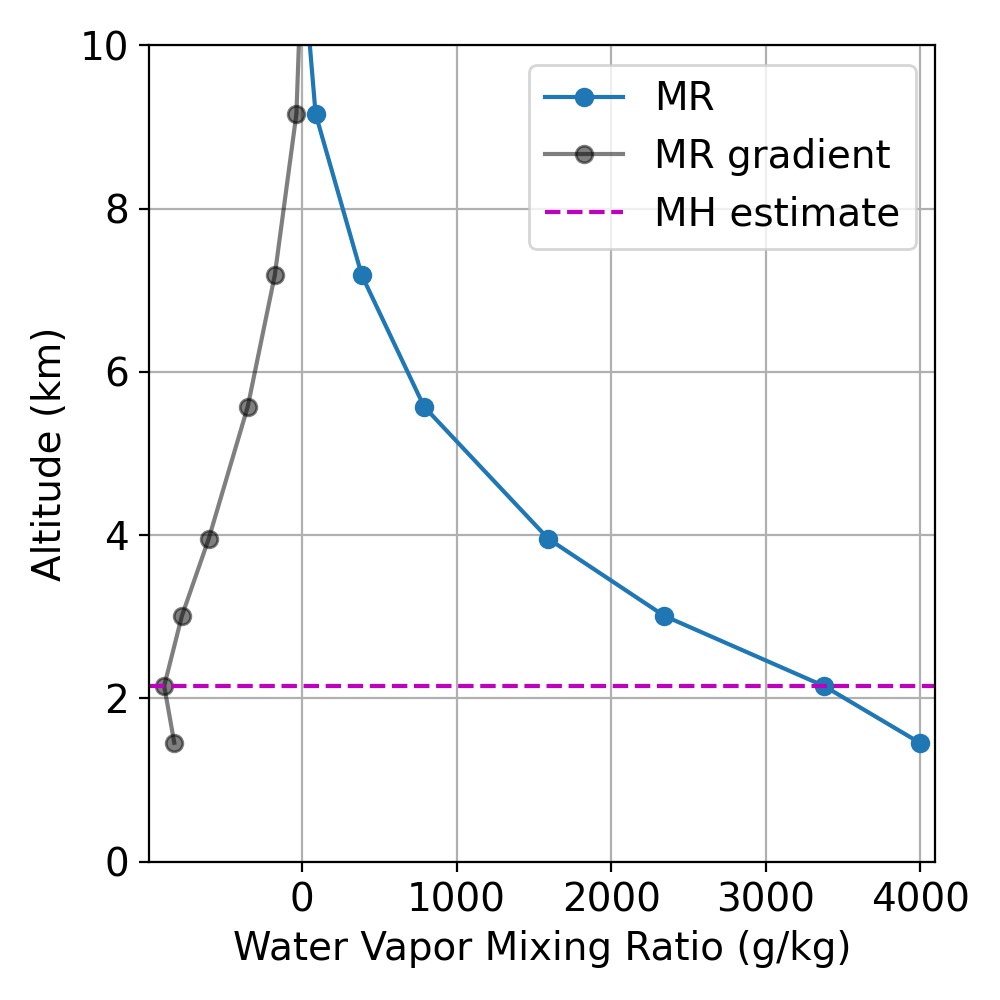 10
8
6
4
2
0
Altitude (km)
MR
MR gradient
MH estimate
0 1000 2000 3000 4000
Water Vapor Mixing Ratio (g/kg)